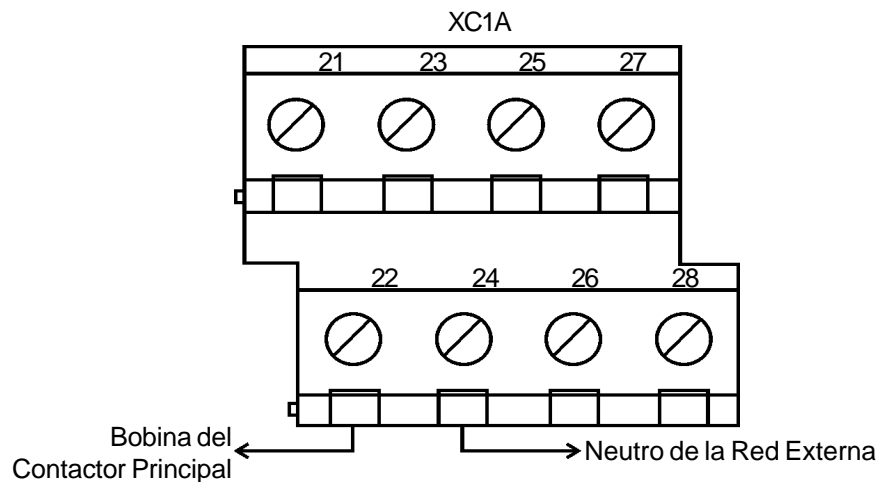 XC1A
21 23 25 27
22 24 26 28
Bobina del
Contactor Principal
Neutro de la Red Externa